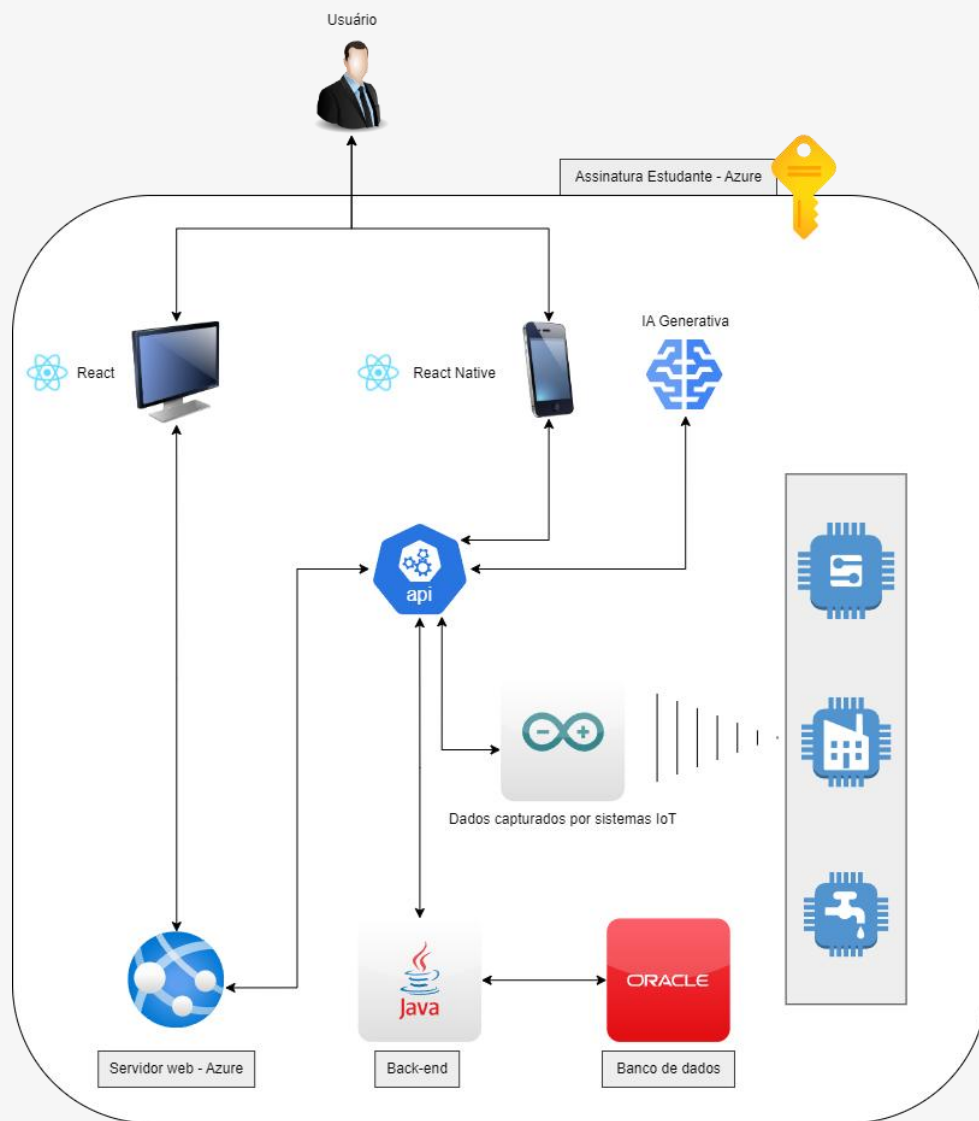 Usuário
Assinatura Estudante - Azure
IA Generativa
React
React Native
api
Dados capturados por sistemas IoT
Java
ORACLE
Servidor web - Azure
Back-end
Banco de dados